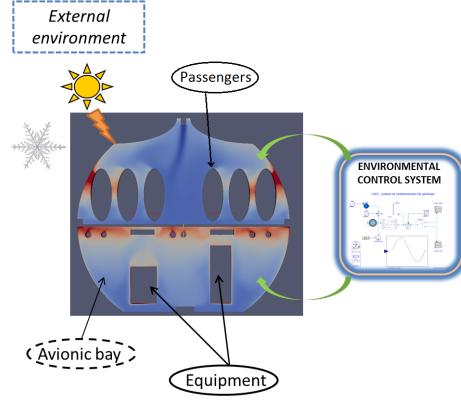 External
environment
Passengers
ENVIRONMENTAL
CONTROL SYSTEM
Avionic bay
Equipment